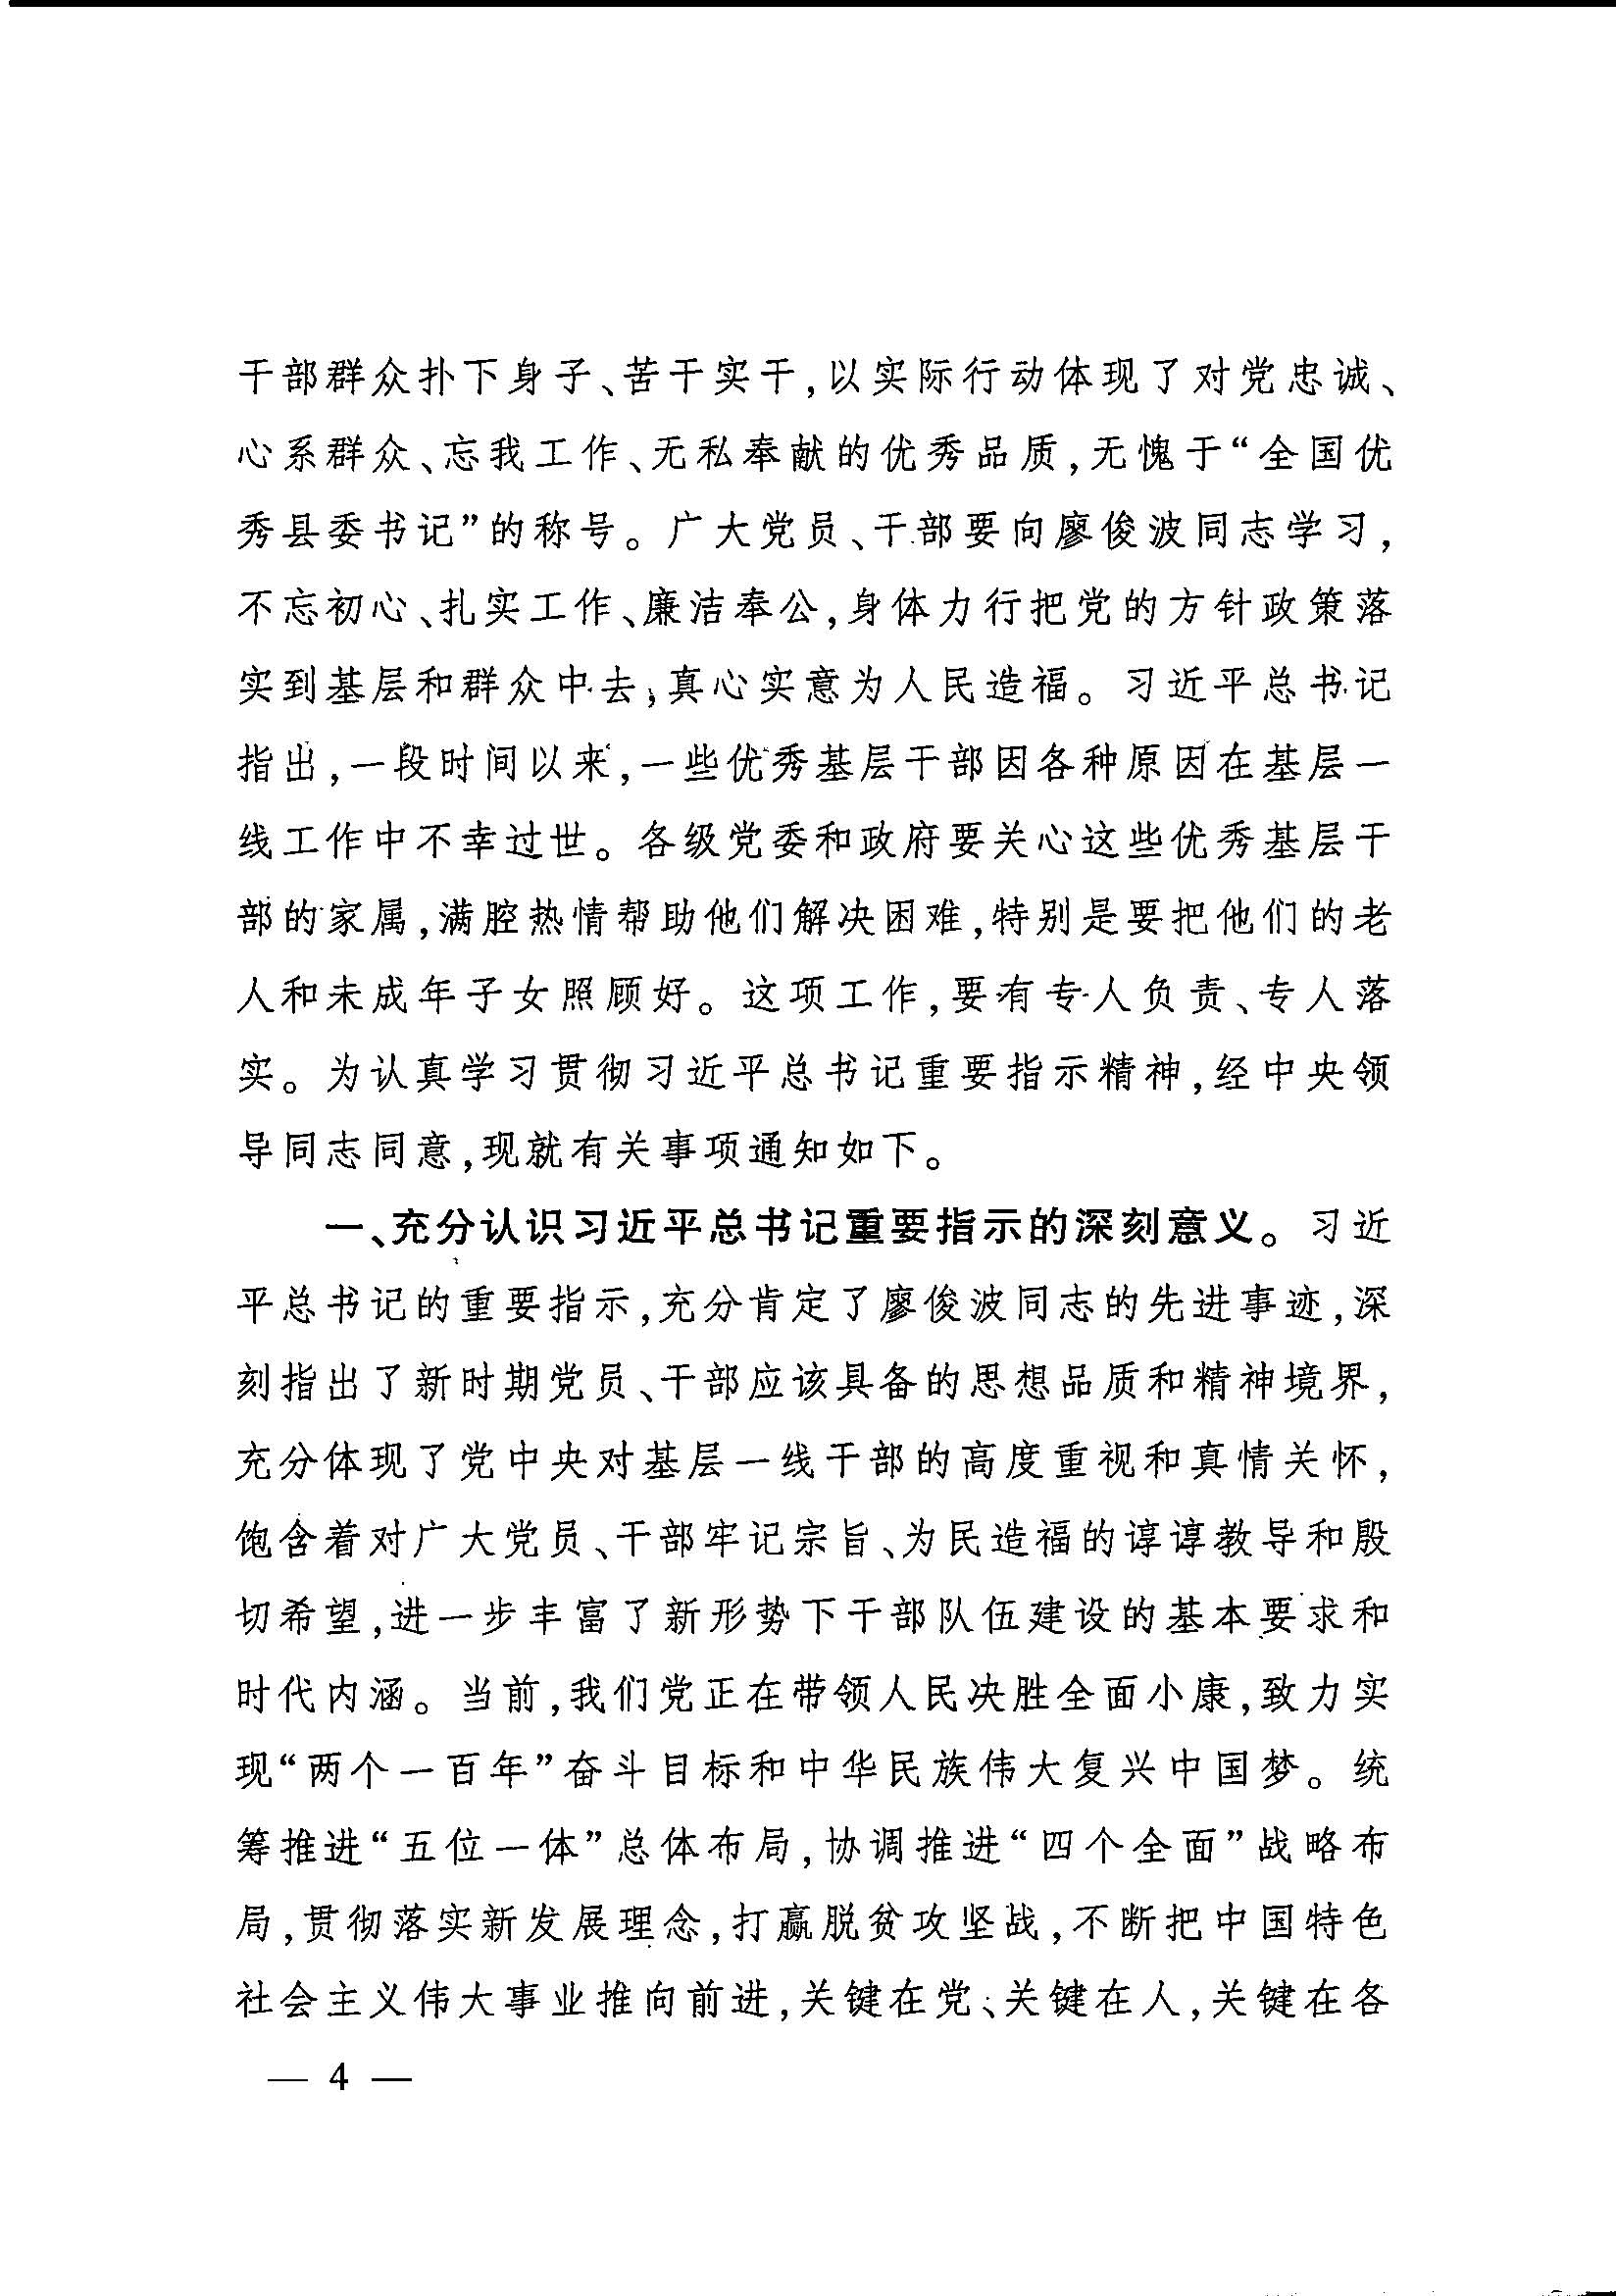 干部群众扑下身子、苦干实干,以实际行动体现了对党忠诚、
心系群众、忘我工作、无私奉献的优秀品质,无愧于“全国优
秀县委书记”的称号。广大党员、干部要向廖俊波同志学习,
不忘初心、扎实工作、廉洁奉公,身体力行把党的方针政策落
实到基层和群众中去,真心实意为人民造福。习近平总书记
指出,一段时间以来,一些优秀基层干部因各种原因在基层一
线工作中不幸过世。各级党委和政府要关心这些优秀基层干
部的家属,满腔热情帮助他们解决困难,特别是要把他们的老
人和未成年子女照顾好。这项工作,要有专人负责、专人落
实。为认真学习贯彻习近平总书记重要指示精神,经中央领
导同志同意,现就有关事项通知如下。
一、充分认识习近平总书记重要指示的深刻意义。习近
平总书记的重要指示,充分肯定了廖俊波同志的先进事迹,深
刻指出了新时期党员、干部应该具备的思想品质和精神境界,
充分体现了党中央对基层一线干部的高度重视和真情关怀,
饱含着对广大党员、干部牢记宗旨、为民造福的谆谆教导和殷
切希望,进一步丰富了新形势下干部队伍建设的基本要求和
时代内涵。当前,我们党正在带领人民决胜全面小康,致力实
现“两个一百年”奋斗目标和中华民族伟大复兴中国梦。统
筹推进“五位一体”总体布局,协调推进“四个全面”战略布
局,贯彻落实新发展理念,打赢脱贫攻坚战,不断把中国特色
社会主义伟大事业推向前进,关键在党、关键在人,关键在各
— 4 —